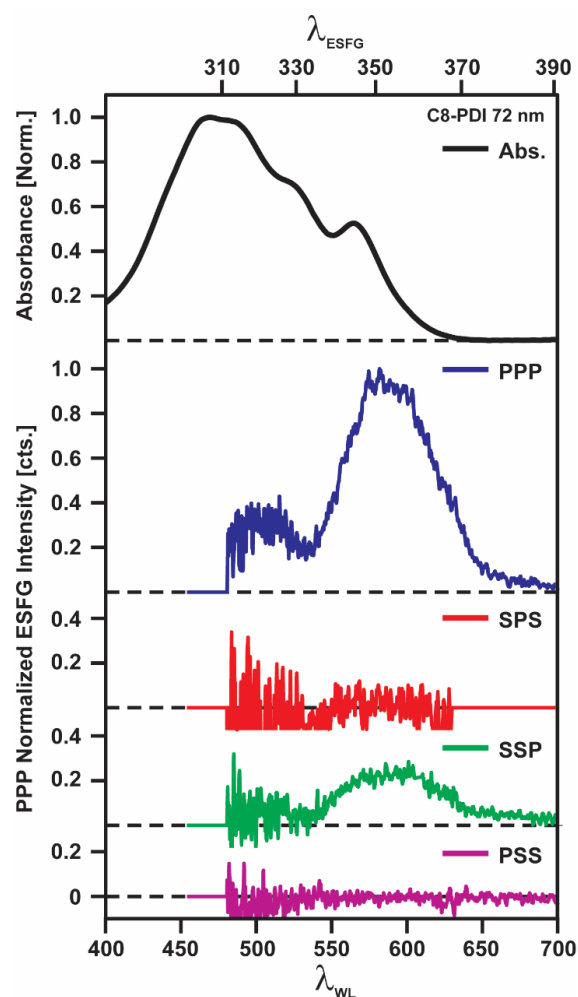 λESFG
310 330 350 370 390
C8-PDI 72 nm
Abs.
Absorbance [Norm.]
1.0
0.8
0.6
0.4
0.2
PPP
PPP Normalized ESFG Intensity [cts.]
1.0
0.8
0.6
0.4
0.2
SPS
0.4
0.2
SSP
0.4
0.2
PSS
0.2
0
400 450 500 550 600 650 700
λWL